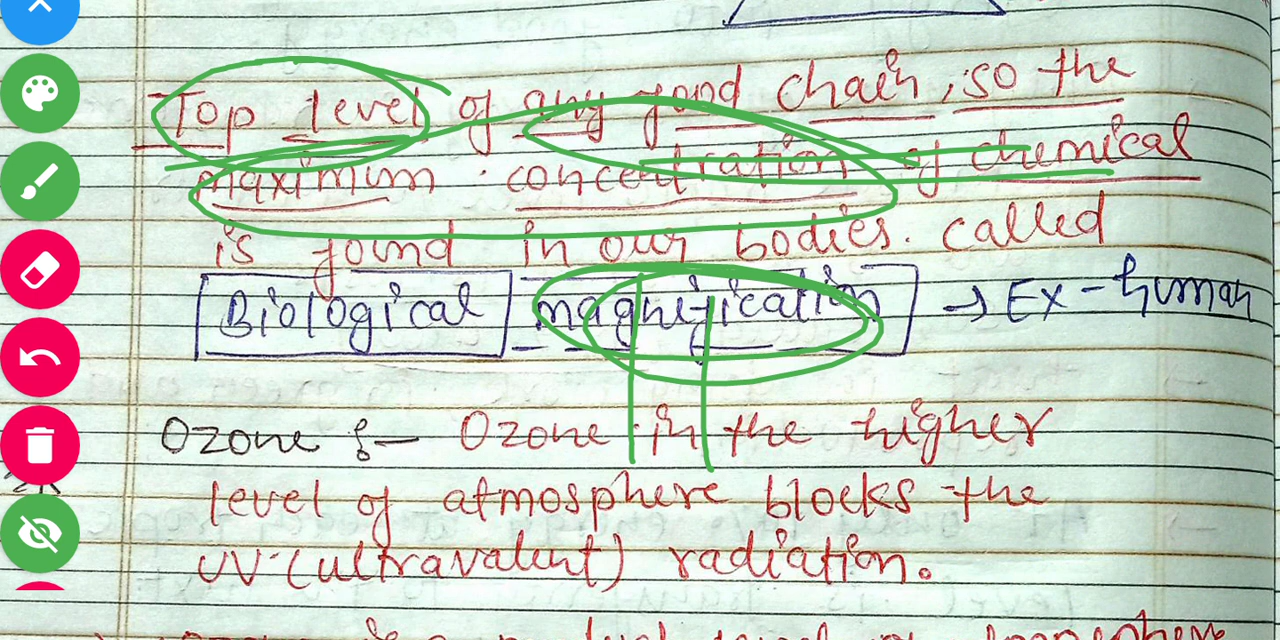 Top level of any food chain, so the
maximum concentration of chemical
is found in our bodies. called
Biological magnification → Ex - human
Ozone :- Ozone in the higher
level of atmosphere blocks the
UV (ultravalent) radiation.